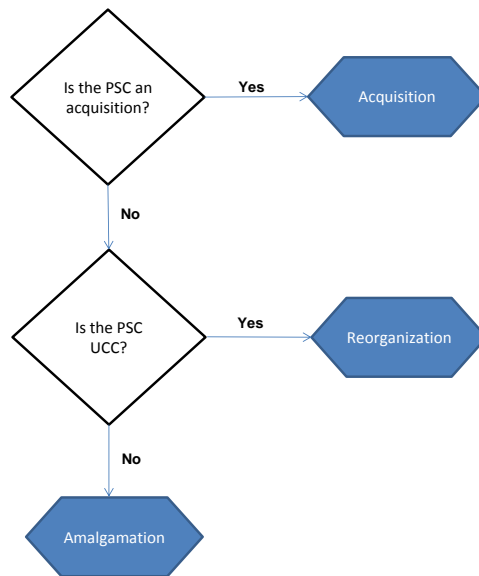 Is the PSC an
acquisition?
Yes
Acquisition
No
Is the PSC
UCC?
Yes
Reorganization
No
Amalgamation